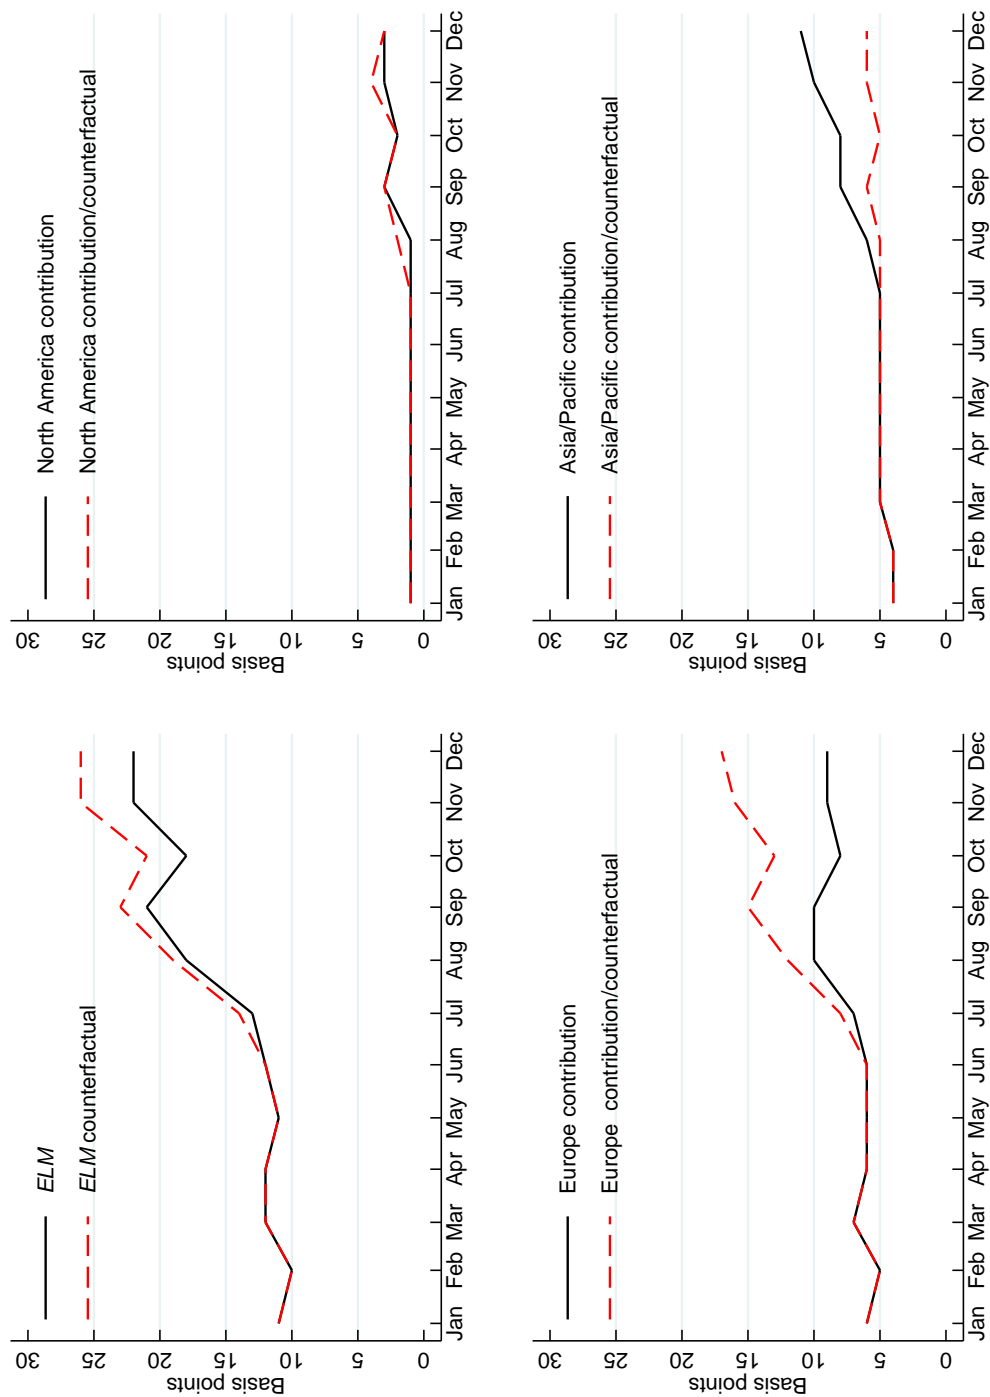 ELM
ELM counterfactual
Basis points
30
25
20
15
10
5
0
Jan Feb Mar Apr May Jun Jul Aug Sep Oct Nov Dec
North America contribution
North America contribution/counterfactual
Basis points
30
25
20
15
10
5
0
Jan Feb Mar Apr May Jun Jul Aug Sep Oct Nov Dec
Europe contribution
Europe contribution/counterfactual
Basis points
30
25
20
15
10
5
0
Jan Feb Mar Apr May Jun Jul Aug Sep Oct Nov Dec
Asia/Pacific contribution
Asia/Pacific contribution/counterfactual
Basis points
30
25
20
15
10
5
0
Jan Feb Mar Apr May Jun Jul Aug Sep Oct Nov Dec